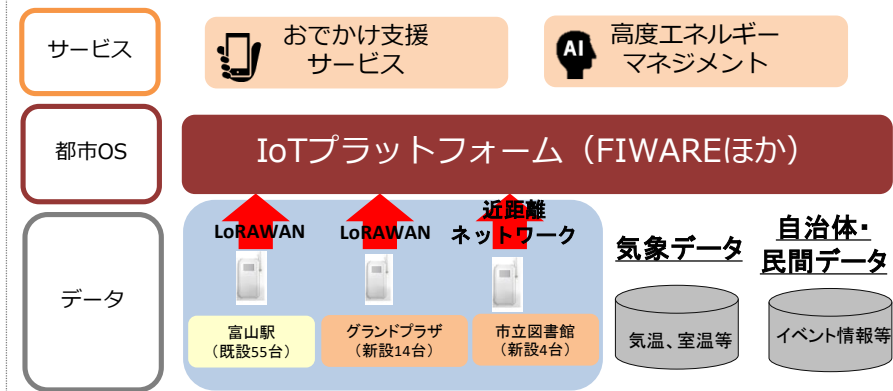 サービス
おでかけ支援
サービス
AI
高度エネルギー
マネジメント
都市OS
IoTプラットフォーム（FIWAREほか）
データ
LoRAWAN
LoRAWAN
近距離
ネットワーク
富山駅
（既設55台）
グランドプラザ
（新設14台）
市立図書館
（新設4台）
気象データ
気温、室温等
自治体・
民間データ
イベント情報等